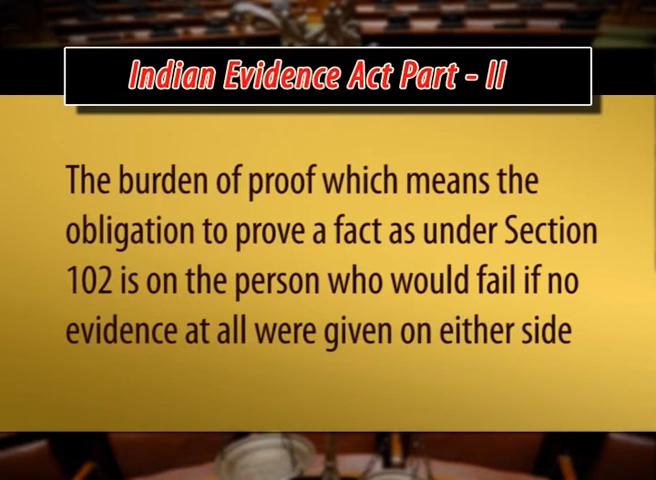 Indian Evidence Act Part - II
The burden of proof which means the
obligation to prove a fact as under Section
102 is on the person who would fail if no
evidence at all were given on either side